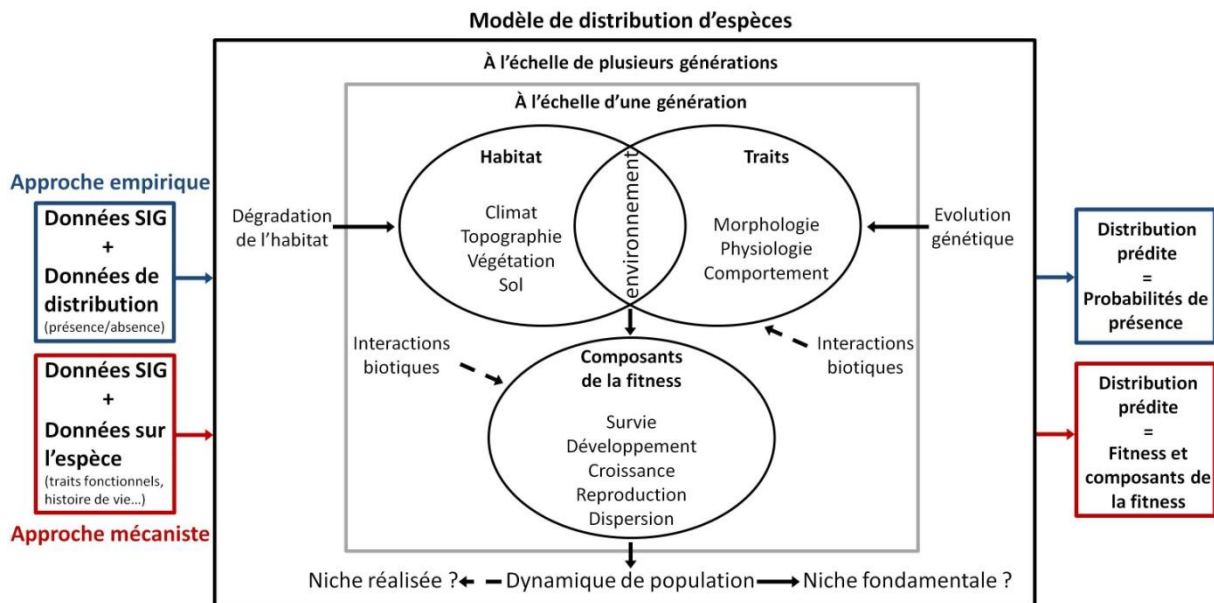 Modèle de distribution d'espèces
À l'échelle de plusieurs générations
À l'échelle d'une génération
Approche empirique
Données SIG
+
Données de
distribution
(présence/absence)
Données SIG
+
Données sur
l'espèce
(traits fonctionnels,
histoire de vie…)
Approche mécaniste
Dégradation
de l'habitat
Habitat
Climat
Topographie
Végétation
Sol
environnement
Traits
Morphologie
Physiologie
Comportement
Evolution
génétique
Interactions
biotiques
Composants
de la fitness
Survie
Développement
Croissance
Reproduction
Dispersion
Interactions
biotiques
Niche réalisée ?
Dynamique de population
Niche fondamentale ?
Distribution
prédite
=
Probabilités de
présence
Distribution
prédite
=
Fitness et
composants de
la fitness